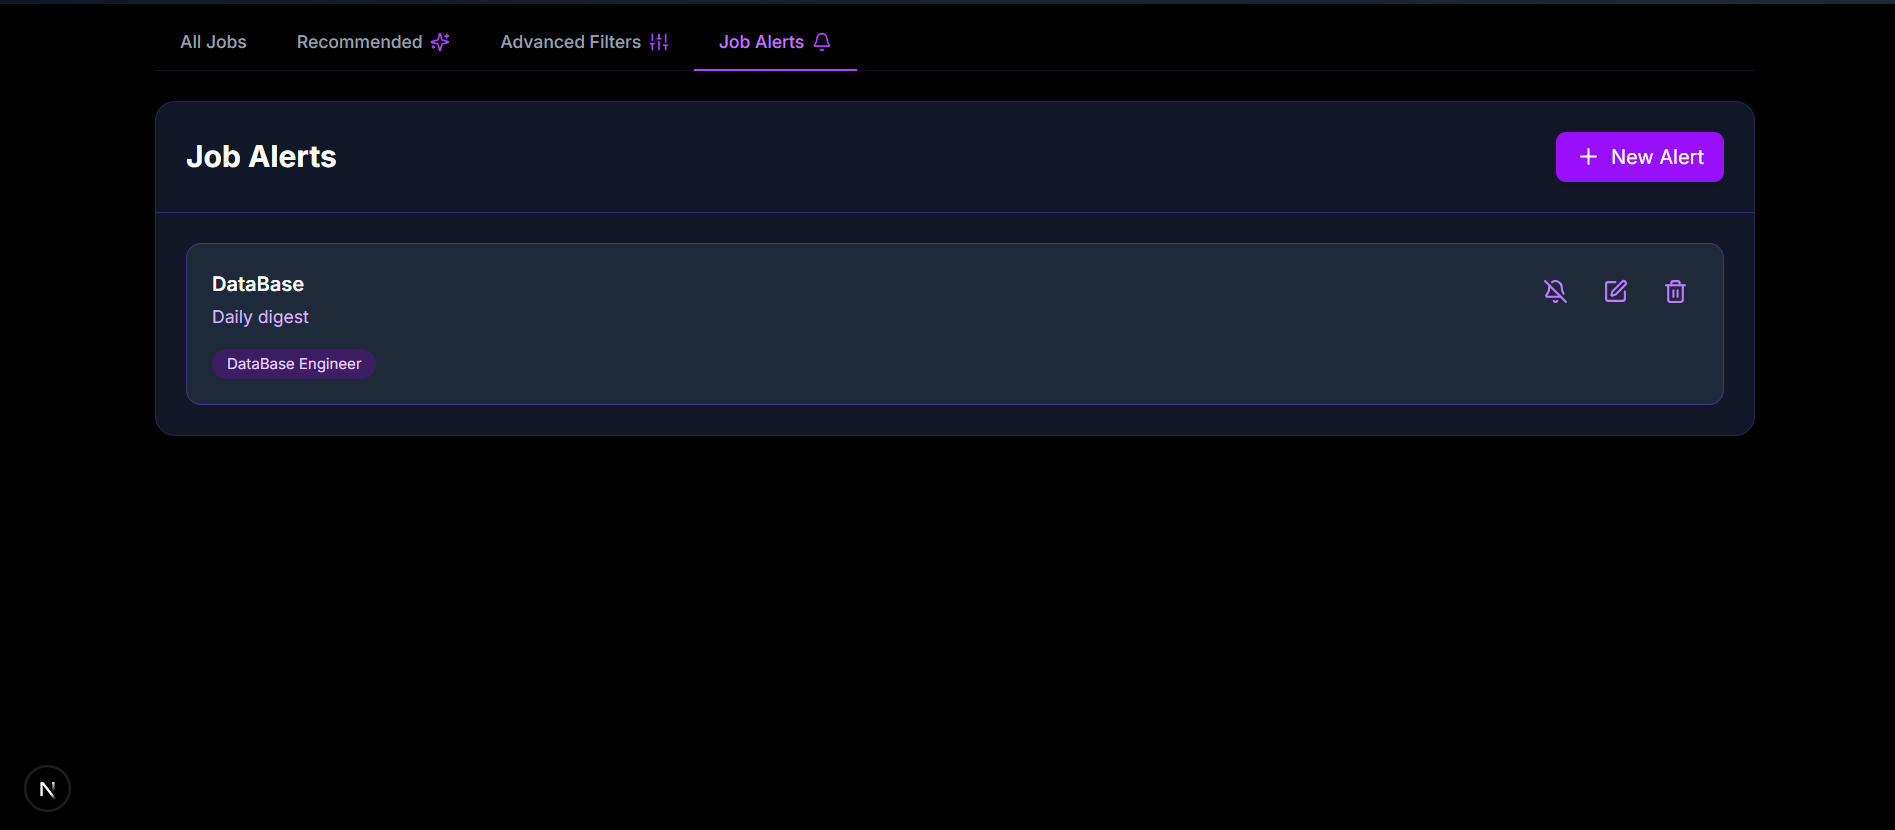 All Jobs
Recommended
Advanced Filters
Job Alerts
Job Alerts
New Alert
DataBase
Daily digest
DataBase Engineer
N